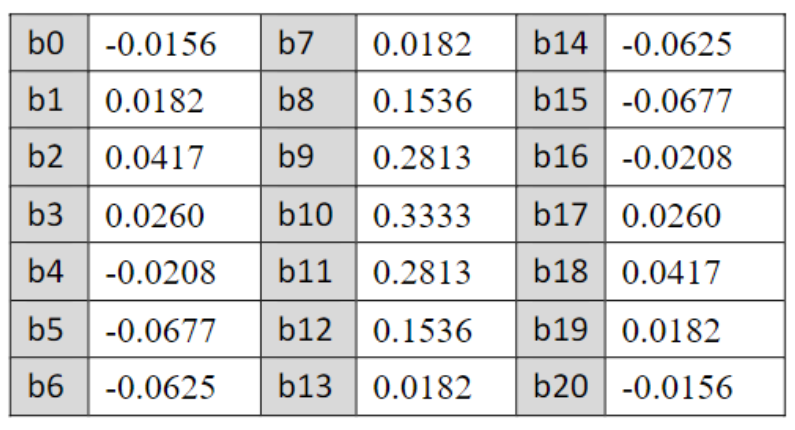 b0 -0.0156 b7 0.0182 b14 -0.0625
b1 0.0182 b8 0.1536 b15 -0.0677
b2 0.0417 b9 0.2813 b16 -0.0208
b3 0.0260 b10 0.3333 b17 0.0260
b4 -0.0208 b11 0.2813 b18 0.0417
b5 -0.0677 b12 0.1536 b19 0.0182
b6 -0.0625 b13 0.0182 b20 -0.0156